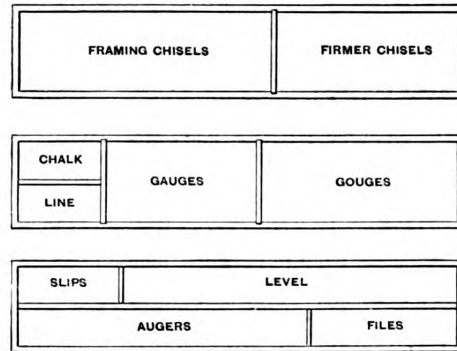 FRAMING CHISELS
FIRMER CHISELS
CHALK
LINE
GAUGES
GOUGES
SLIPS
LEVEL
AUGERS
FILES